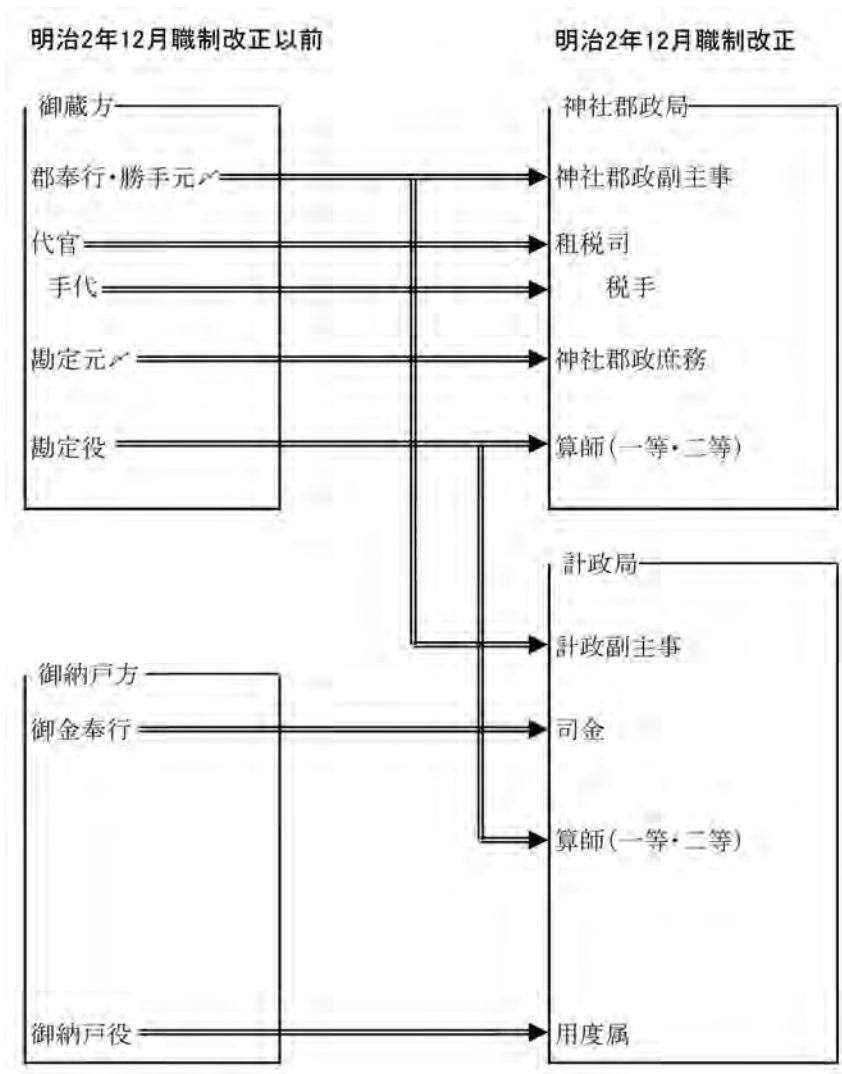 明治2年12月職制改正以前
御蔵方
郡奉行・勝手元〆
代官
手代
勘定元〆
勘定役
御納戸方
御金奉行
御納戸役
明治2年12月職制改正
神社郡政局
神社郡政副主事
租税司
税手
神社郡政庶務
算師(一等・二等)
計政局
計政副主事
司金
算師(一等・二等)
用度属